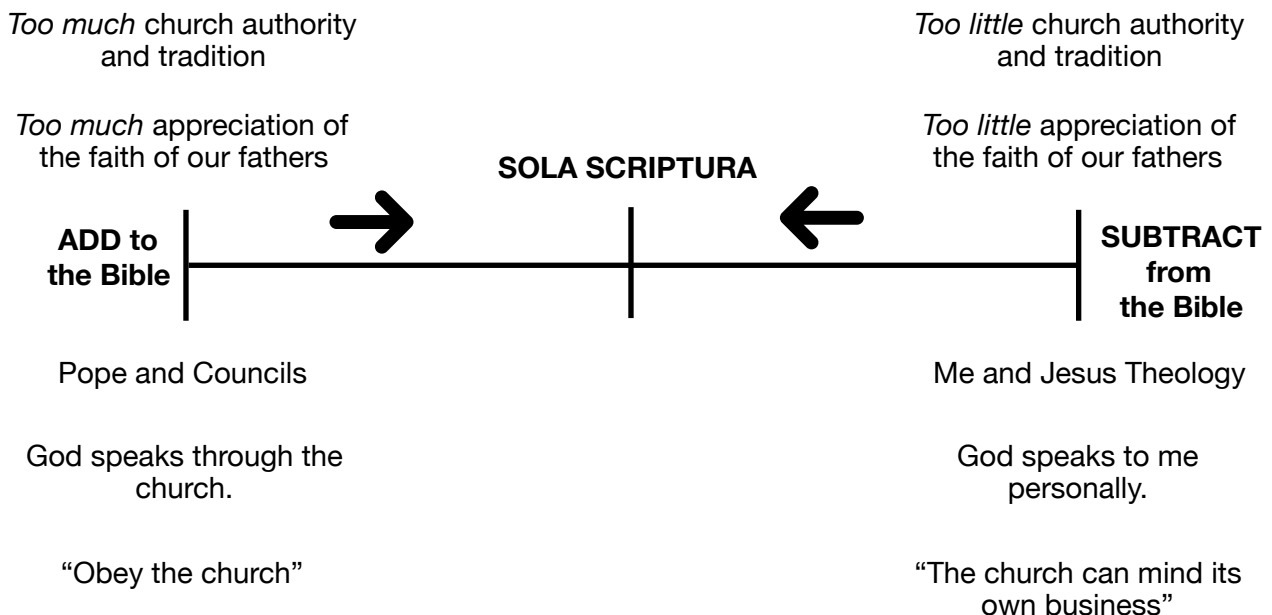 Too much church authority
and tradition
Too much appreciation of
the faith of our fathers
ADD to
the Bible
Pope and Councils
God speaks through the
church.
“Obey the church”
SOLA SCRIPTURA
Too little church authority
and tradition
Too little appreciation of
the faith of our fathers
SUBTRACT
from
the Bible
Me and Jesus Theology
God speaks to me
personally.
“The church can mind its
own business”